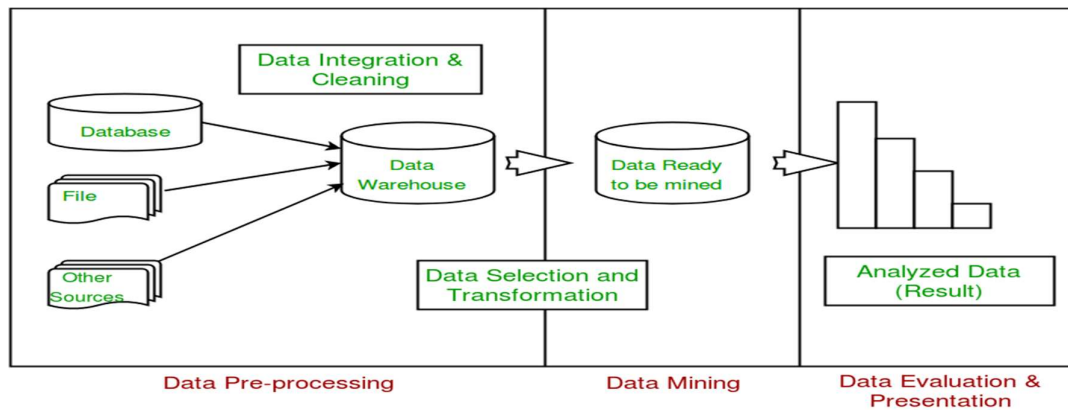 Data Integration &
Cleaning
Database
File
Other
Sources
Data
Warehouse
Data Selection and
Transformation
Data Ready
to be mined
Analyzed Data
(Result)
Data Pre-processing
Data Mining
Data Evaluation &
Presentation